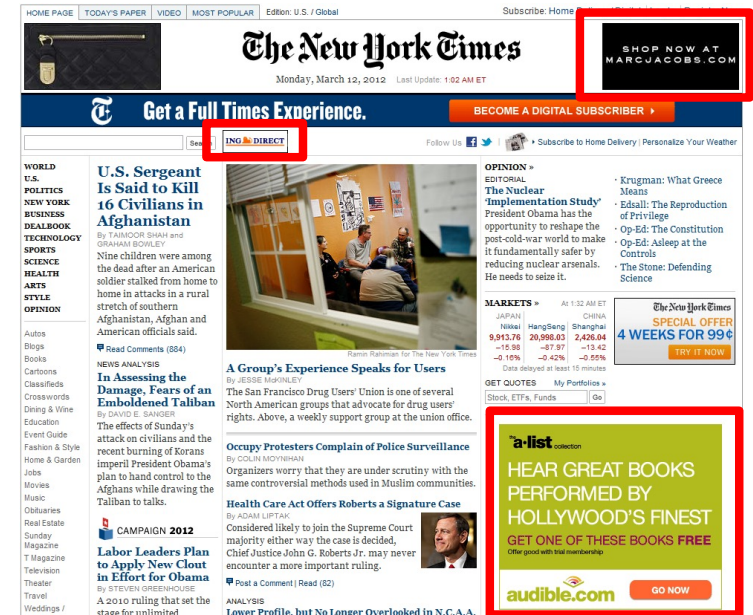 HOME PAGE TODAY'S PAPER VIDEO MOST POPULAR Edition: U.S. / Global
Subscribe: Home
The New York Times
Monday, March 12, 2012 Last Update: 1:02 AM ET
SHOP NOW AT
MARCJACOBS.COM
Get a Full Times Experience.
BECOME A DIGITAL SUBSCRIBER
ING DIRECT
Follow Us
Subscribe to Home Delivery | Personalize Your Weather
WORLD
U.S.
POLITICS
NEW YORK
BUSINESS
DEALBOOK
TECHNOLOGY
SPORTS
SCIENCE
HEALTH
ARTS
STYLE
OPINION
Autos
Blogs
Books
Cartoons
Classifieds
Crosswords
Dining & Wine
Education
Event Guide
Fashion & Style
Home & Garden
Jobs
Movies
Music
Obituaries
Real Estate
Sunday
Magazine
T Magazine
Television
Theater
Travel
Weddings /
U.S. Sergeant
Is Said to Kill
16 Civilians in
Afghanistan
By TAIMOOR SHAH and
GRAHAM BOWLEY
Nine children were among
the dead after an American
soldier stalked from home to
home in attacks in a rural
stretch of southern
Afghanistan, Afghan and
American officials said.
Read Comments (884)
NEWS ANALYSIS
In Assessing the
Damage, Fears of an
Emboldened Taliban
By DAVID E. SANGER
The effects of Sunday's
attack on civilians and the
recent burning of Korans
imperil President Obama's
plan to hand control to the
Afghans while drawing the
Taliban to talks.
CAMPAIGN 2012
Labor Leaders Plan
to Apply New Clout
in Effort for Obama
By STEVEN GREENHOUSE
A 2010 ruling that set the
stage for unlimited
Ramin Rahimian for The New York Times
A Group's Experience Speaks for Users
By JESSE McKINLEY
The San Francisco Drug Users' Union is one of several
North American groups that advocate for drug users'
rights. Above, a weekly support group at the union office.
Occupy Protesters Complain of Police Surveillance
By COLIN MOYNIHAN
Organizers worry that they are under scrutiny with the
same controversial methods used in Muslim communities.
Health Care Act Offers Roberts a Signature Case
By ADAM LIPTAK
Considered likely to join the Supreme Court
majority either way the case is decided,
Chief Justice John G. Roberts Jr. may never
encounter a more important ruling.
Post a Comment | Read (82)
ANALYSIS
Lower Profile, but No Longer Overlooked in N.C.A.A.
OPINION »
EDITORIAL
The Nuclear
'Implementation Study'
President Obama has the
opportunity to reshape the
post-cold-war world to make
it fundamentally safer by
reducing nuclear arsenals.
He needs to seize it.
· Krugman: What Greece
Means
· Edsall: The Reproduction
of Privilege
· Op-Ed: The Constitution
· Op-Ed: Asleep at the
Controls
· The Stone: Defending
Science
MARKETS » At 1:32 AM ET
JAPAN CHINA
Nikkei HangSeng Shanghai
9,913.76 20,998.03 2,426.04
−15.98 −87.97 −13.42
−0.16% −0.42% −0.55%
Data delayed at least 15 minutes
GET QUOTES My Portfolios »
Stock, ETFs, Funds Go
The New York Times
SPECIAL OFFER
4 WEEKS FOR 99¢
TRY IT NOW
the a·list collection
HEAR GREAT BOOKS
PERFORMED BY
HOLLYWOOD'S FINEST
GET ONE OF THESE BOOKS FREE
Offer good with trial membership
audible.com
GO NOW